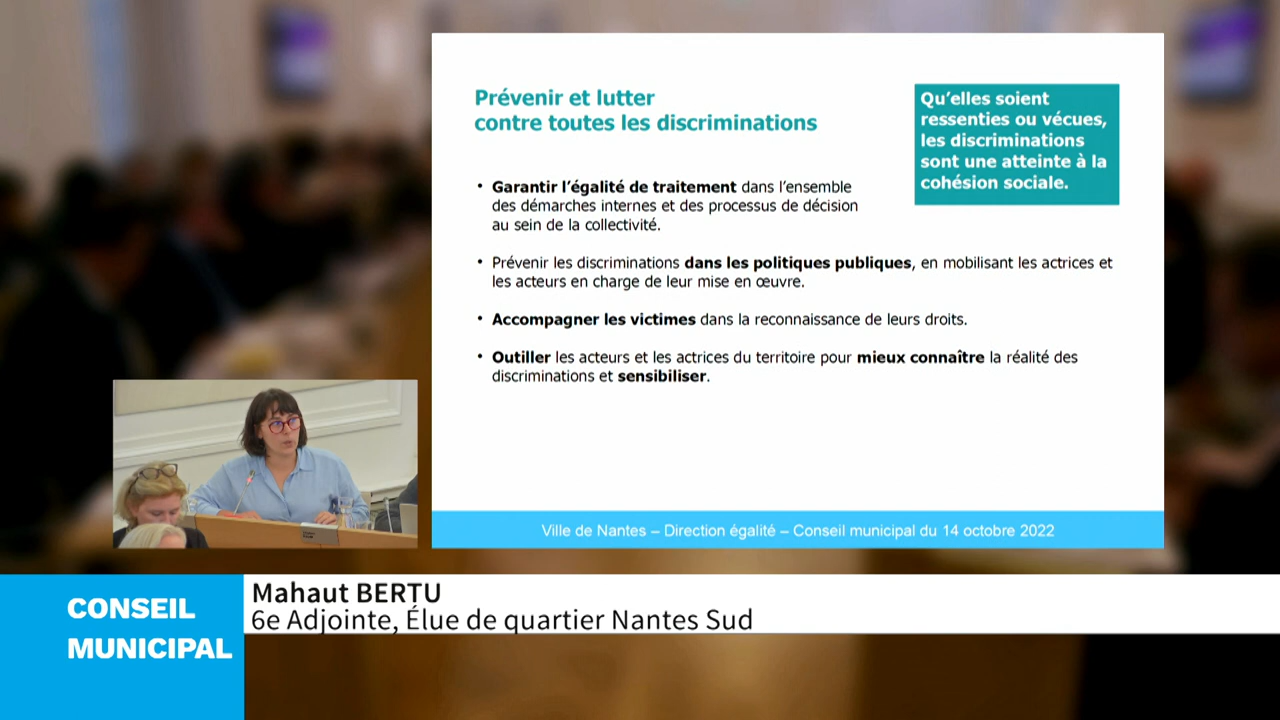 Prévenir et lutter
contre toutes les discriminations
Qu'elles soient
ressenties ou vécues,
les discriminations
sont une atteinte à la
cohésion sociale.
• Garantir l'égalité de traitement dans l'ensemble
des démarches internes et des processus de décision
au sein de la collectivité.
• Prévenir les discriminations dans les politiques publiques, en mobilisant les actrices et
les acteurs en charge de leur mise en œuvre.
• Accompagner les victimes dans la reconnaissance de leurs droits.
• Outiller les acteurs et les actrices du territoire pour mieux connaître la réalité des
discriminations et sensibiliser.
Ville de Nantes – Direction égalité – Conseil municipal du 14 octobre 2022
CONSEIL
MUNICIPAL
Mahaut BERTU
6e Adjointe, Élue de quartier Nantes Sud